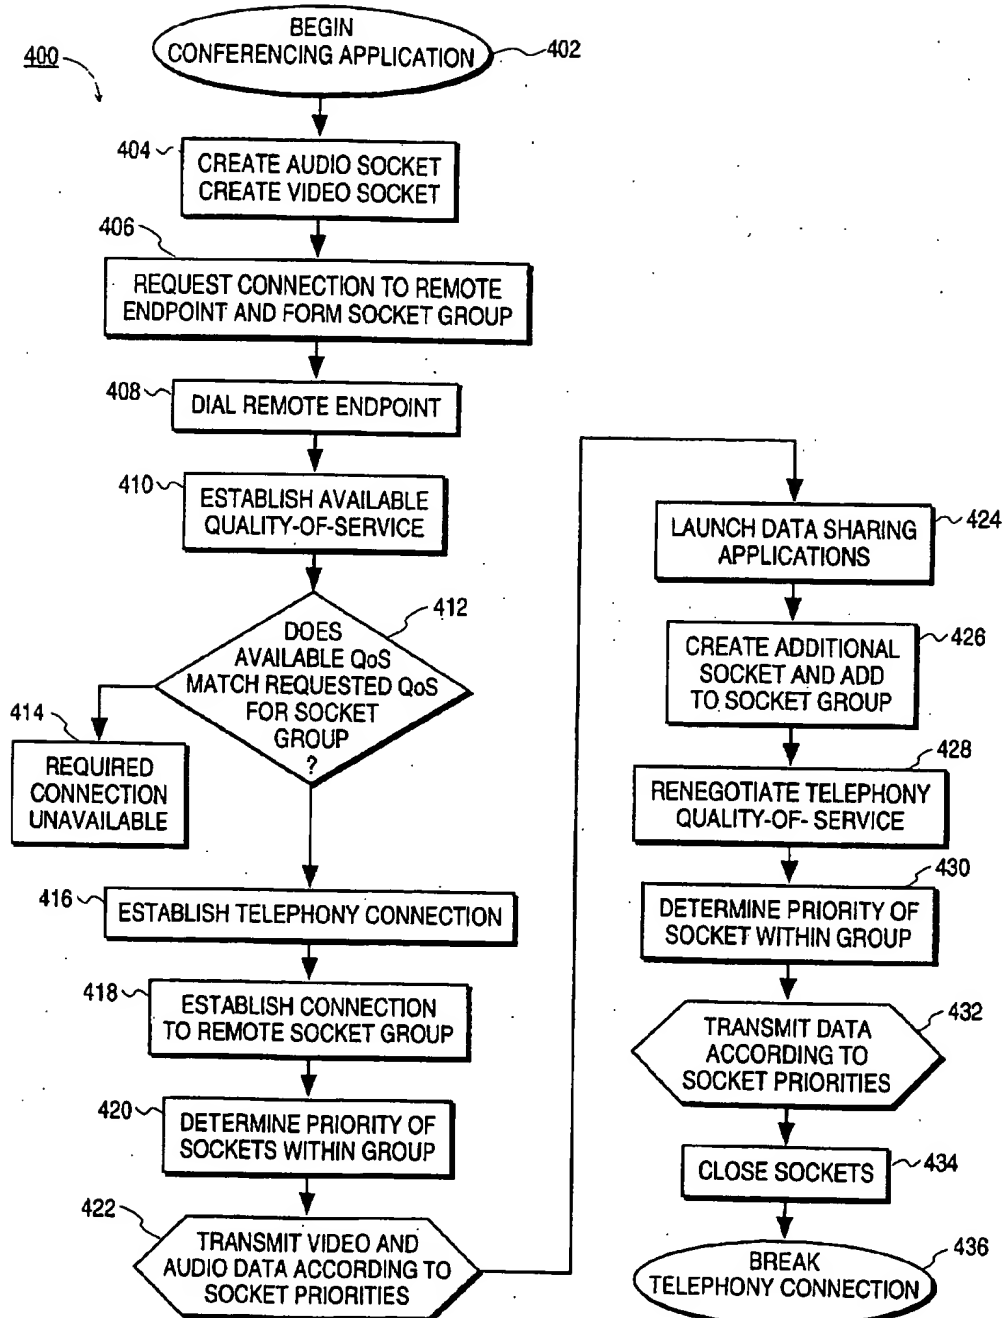 400
BEGIN
CONFERENCING APPLICATION
402
404
CREATE AUDIO SOCKET
CREATE VIDEO SOCKET
406
REQUEST CONNECTION TO REMOTE
ENDPOINT AND FORM SOCKET GROUP
408
DIAL REMOTE ENDPOINT
410
ESTABLISH AVAILABLE
QUALITY-OF-SERVICE
412
DOES
AVAILABLE QoS
MATCH REQUESTED QoS
FOR SOCKET
GROUP
?
414
REQUIRED
CONNECTION
UNAVAILABLE
416
ESTABLISH TELEPHONY CONNECTION
418
ESTABLISH CONNECTION
TO REMOTE SOCKET GROUP
420
DETERMINE PRIORITY OF
SOCKETS WITHIN GROUP
422
TRANSMIT VIDEO AND
AUDIO DATA ACCORDING TO
SOCKET PRIORITIES
424
LAUNCH DATA SHARING
APPLICATIONS
426
CREATE ADDITIONAL
SOCKET AND ADD
TO SOCKET GROUP
428
RENEGOTIATE TELEPHONY
QUALITY-OF- SERVICE
430
DETERMINE PRIORITY OF
SOCKET WITHIN GROUP
432
TRANSMIT DATA
ACCORDING TO
SOCKET PRIORITIES
CLOSE SOCKETS
434
BREAK
TELEPHONY CONNECTION
436